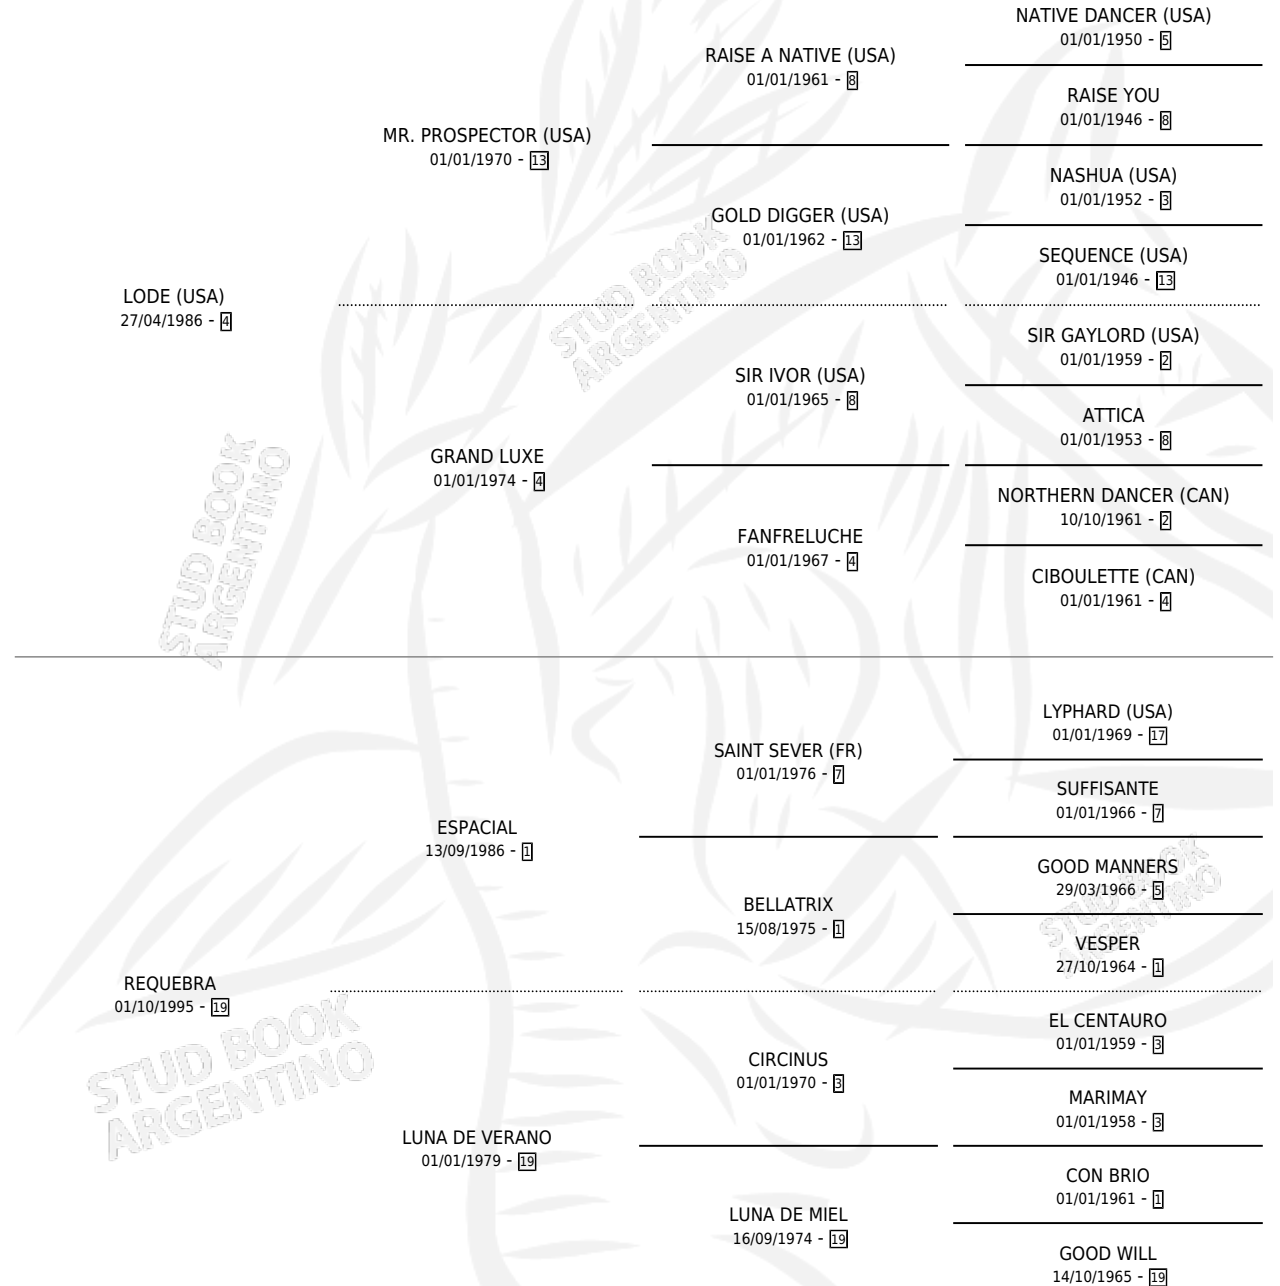 NATIVE DANCER (USA)
01/01/1950 - 5
RAISE A NATIVE (USA)
01/01/1961 - 8
RAISE YOU
01/01/1946 - 8
MR. PROSPECTOR (USA)
01/01/1970 - 13
NASHUA (USA)
01/01/1952 - 3
GOLD DIGGER (USA)
01/01/1962 - 13
SEQUENCE (USA)
01/01/1946 - 13
LODE (USA)
27/04/1986 - 4
SIR GAYLORD (USA)
01/01/1959 - 2
SIR IVOR (USA)
01/01/1965 - 8
ATTICA
01/01/1953 - 8
GRAND LUXE
01/01/1974 - 4
NORTHERN DANCER (CAN)
10/10/1961 - 2
FANFRELUCHE
01/01/1967 - 4
CIBOULETTE (CAN)
01/01/1961 - 4
LYPHARD (USA)
01/01/1969 - 17
SAINT SEVER (FR)
01/01/1976 - 7
SUFFISANTE
01/01/1966 - 7
ESPACIAL
13/09/1986 - 1
GOOD MANNERS
29/03/1966 - 5
BELLATRIX
15/08/1975 - 1
VESPER
27/10/1964 - 1
REQUEBRA
01/10/1995 - 19
EL CENTAURO
01/01/1959 - 3
CIRCINUS
01/01/1970 - 3
MARIMAY
01/01/1958 - 3
LUNA DE VERANO
01/01/1979 - 19
CON BRIO
01/01/1961 - 1
LUNA DE MIEL
16/09/1974 - 19
GOOD WILL
14/10/1965 - 19
STUD BOOK
ARGENTINO
STUD BOOK
ARGENTINO
STUD BOOK
ARGENTINO
STUD BOOK
ARGENTINO